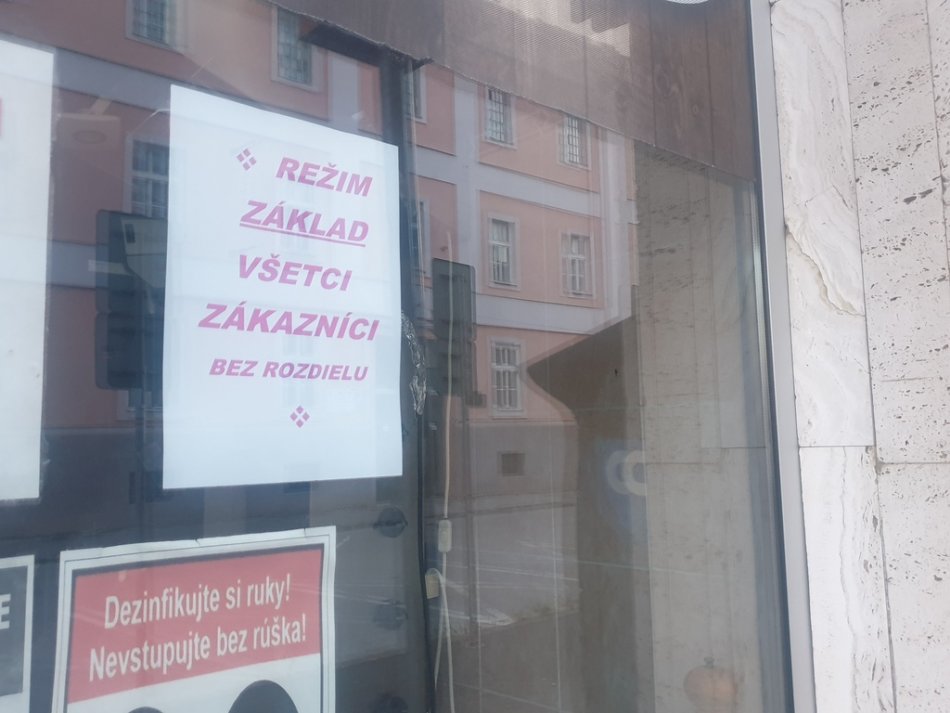 REŽIM
ZÁKLAD
VŠETCI
ZÁKAZNÍCI
BEZ ROZDIELU
Dezinfikujte si ruky!
Nevstupujte bez rúška!